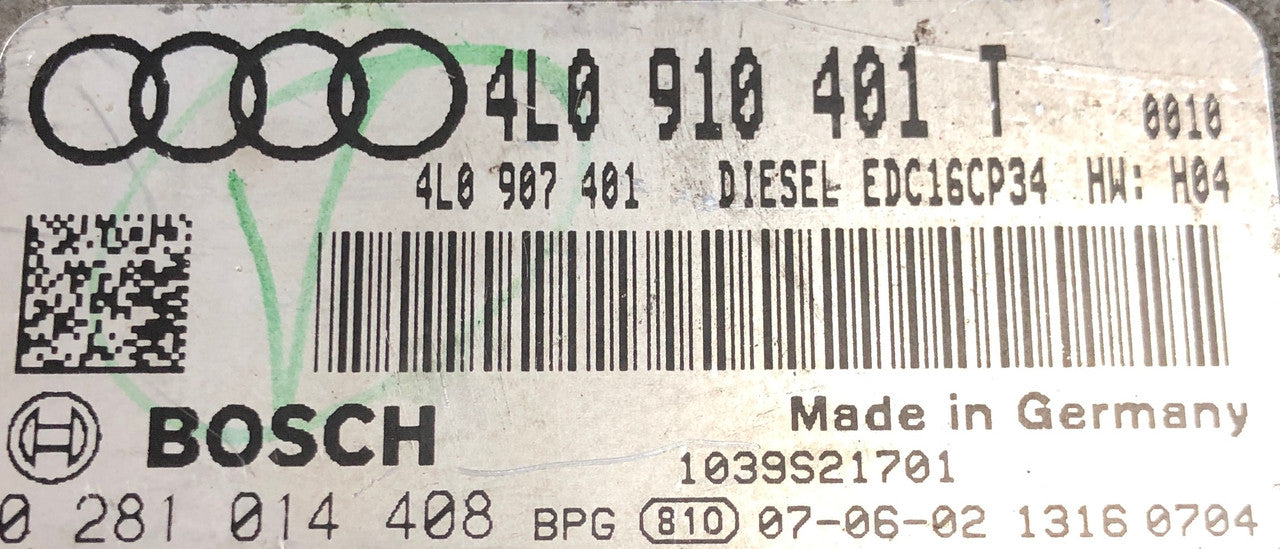 4L0 910 401 T 0010
4L0 907 401 DIESEL EDC16CP34 HW: H04
BOSCH
Made in Germany
1039S21701
0 281 014 408 BPG 810 07-06-02 1316 0704